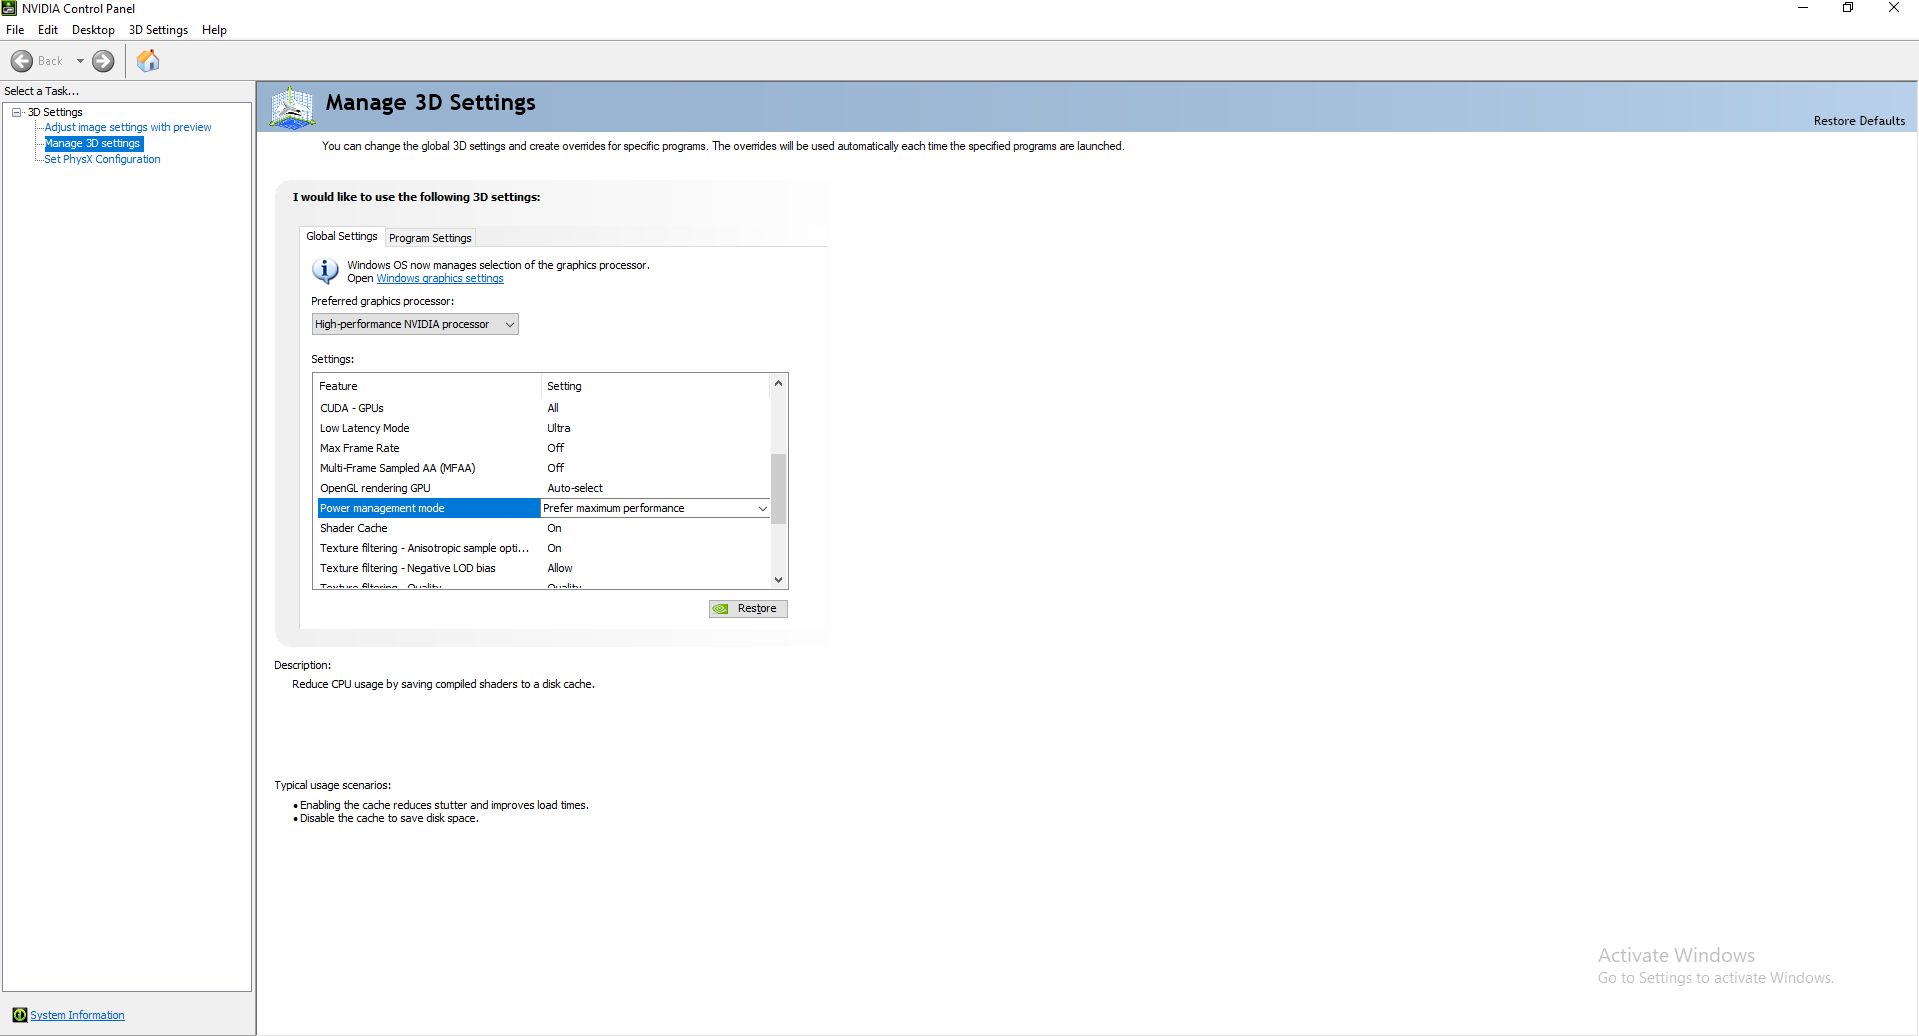 NVIDIA Control Panel
File Edit Desktop 3D Settings Help
Back
Select a Task...
3D Settings
Adjust image settings with preview
Manage 3D settings
Set PhysX Configuration
System Information
Manage 3D Settings
Restore Defaults
You can change the global 3D settings and create overrides for specific programs. The overrides will be used automatically each time the specified programs are launched.
I would like to use the following 3D settings:
Global Settings Program Settings
Windows OS now manages selection of the graphics processor.
Open Windows graphics settings
Preferred graphics processor:
High-performance NVIDIA processor
Settings:
Feature Setting
CUDA - GPUs All
Low Latency Mode Ultra
Max Frame Rate Off
Multi-Frame Sampled AA (MFAA) Off
OpenGL rendering GPU Auto-select
Power management mode Prefer maximum performance
Shader Cache On
Texture filtering - Anisotropic sample opti... On
Texture filtering - Negative LOD bias Allow
Texture filtering - Quality Quality
Restore
Description:
Reduce CPU usage by saving compiled shaders to a disk cache.
Typical usage scenarios:
• Enabling the cache reduces stutter and improves load times.
• Disable the cache to save disk space.
Activate Windows
Go to Settings to activate Windows.